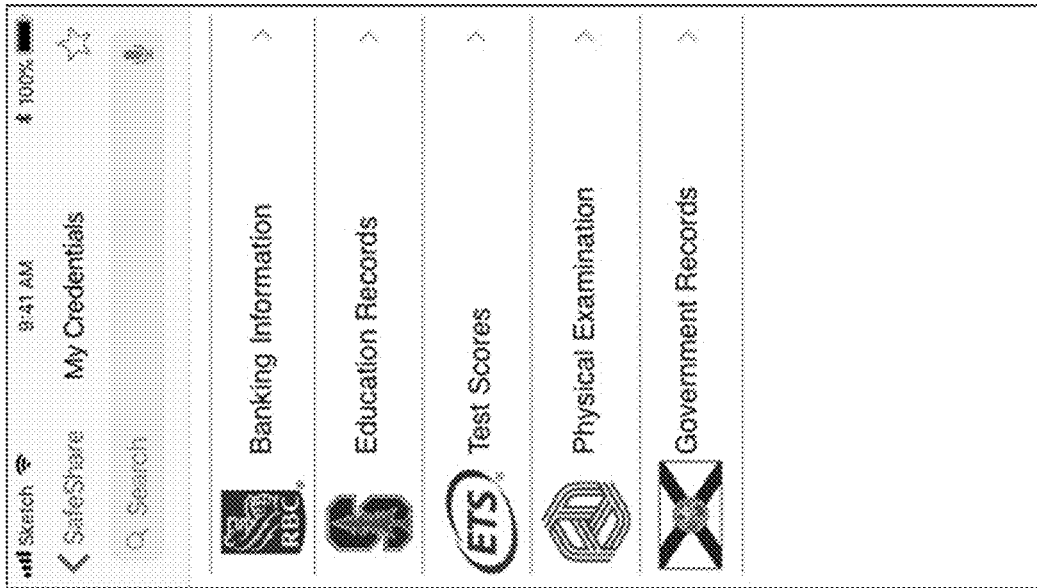 Sketch 9:41 AM 100%
SafeShare My Credentials
Search
RBC Banking Information
Education Records
ETS Test Scores
Physical Examination
Government Records